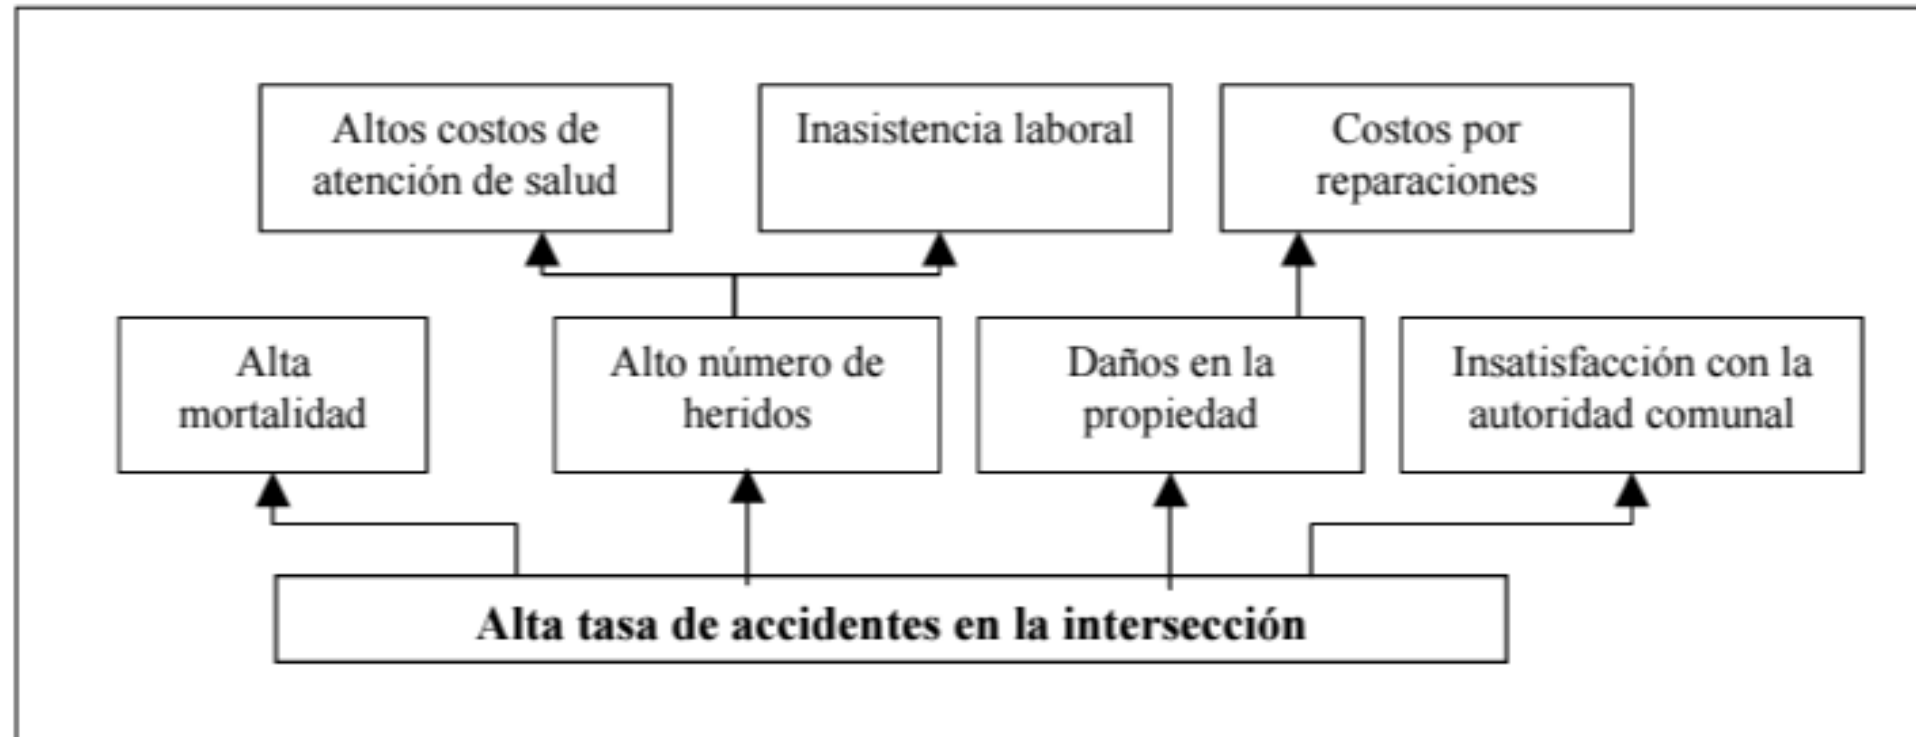 Altos costos de
atención de salud
Inasistencia laboral
Costos por
reparaciones
Alta
mortalidad
Alto número de
heridos
Daños en la
propiedad
Insatisfacción con la
autoridad comunal
Alta tasa de accidentes en la intersección